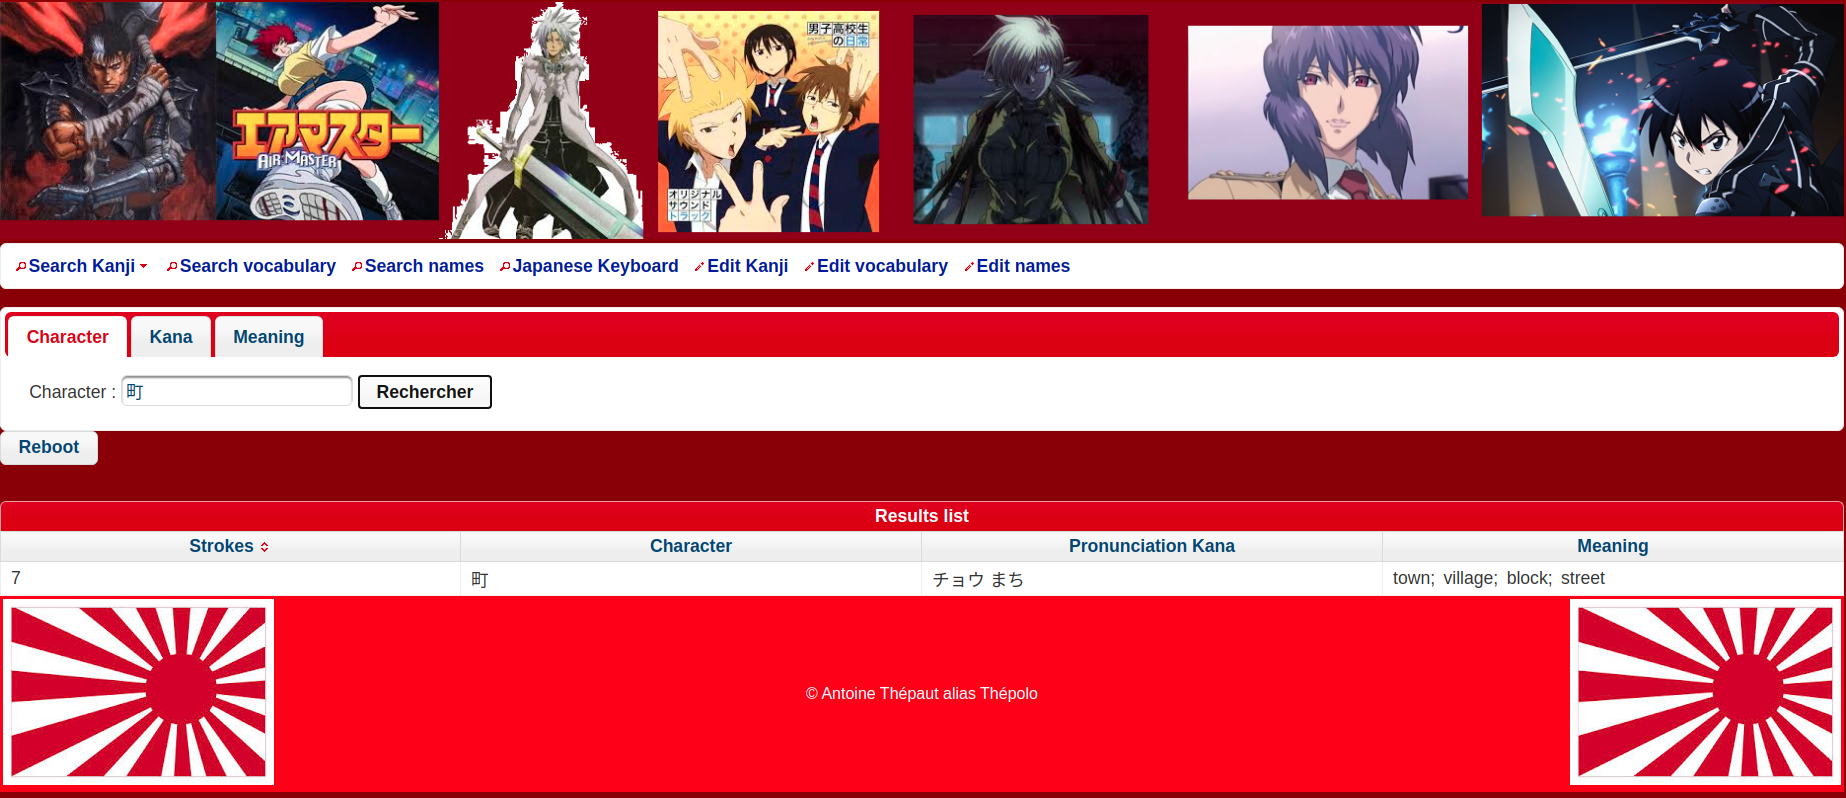 エアマスター
AIR MASTER
男子高校生
の日常
オリジナル
サウンド
トラック
Search Kanji
Search vocabulary
Search names
Japanese Keyboard
Edit Kanji
Edit vocabulary
Edit names
Character
Kana
Meaning
Character : 町
Rechercher
Reboot
Results list
Strokes
Character
Pronunciation Kana
Meaning
7
町
チョウ まち
town; village; block; street
© Antoine Thépaut alias Thépolo